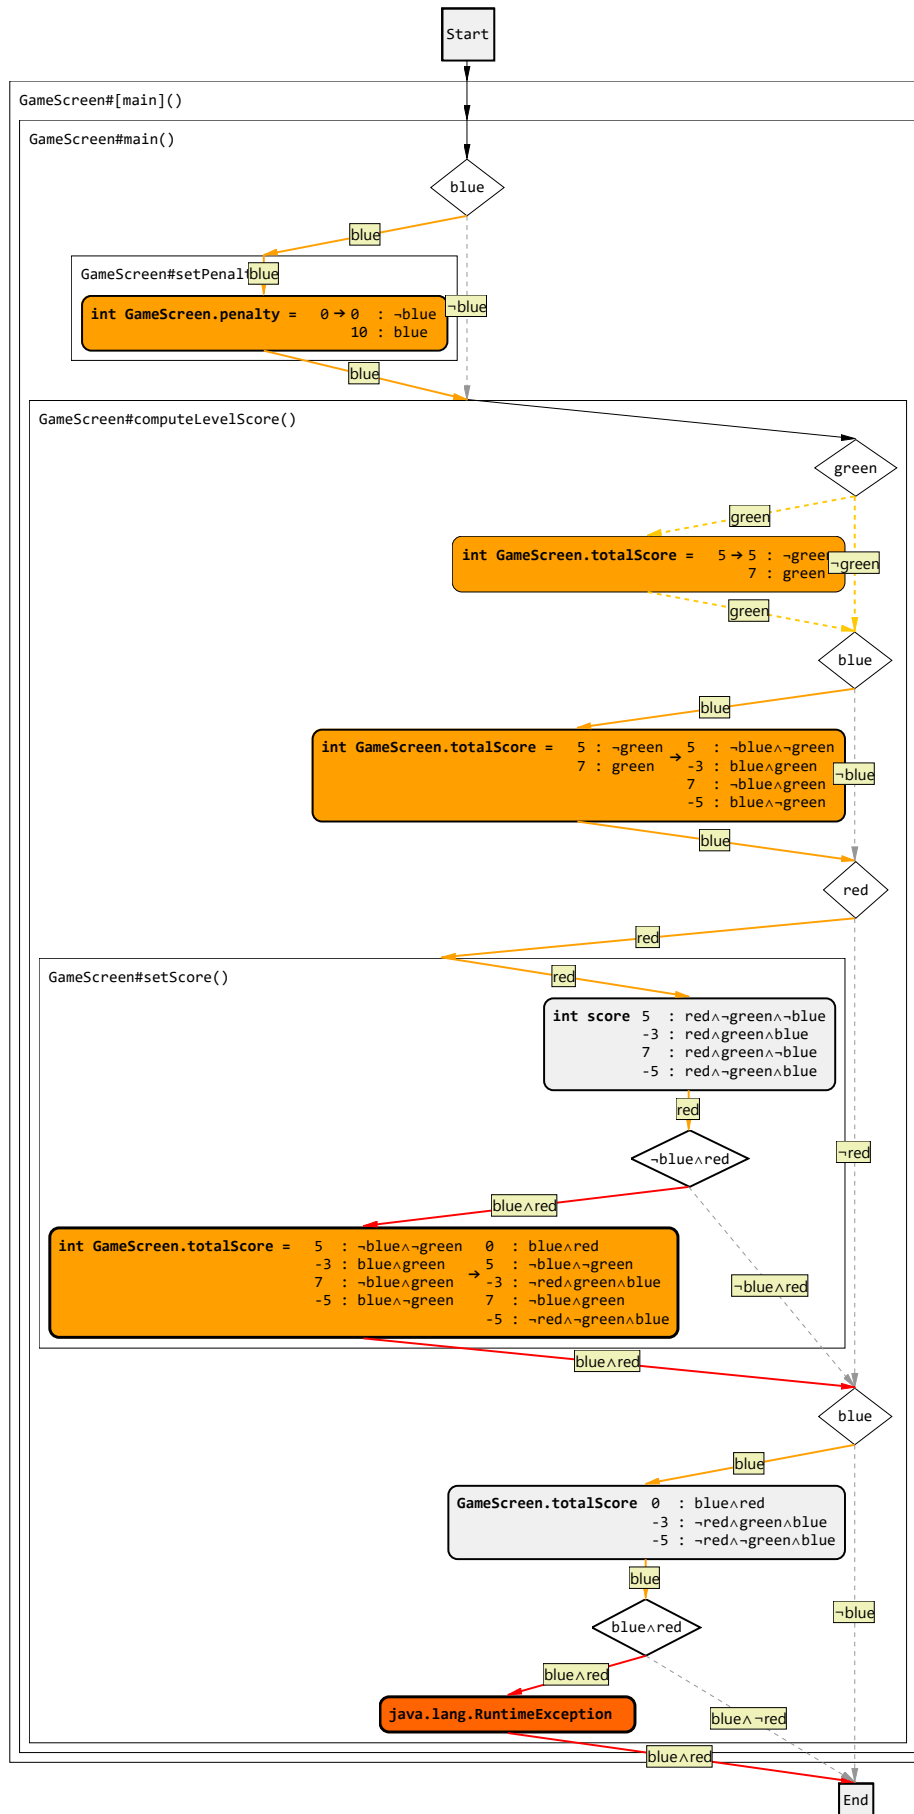 Start
GameScreen#[main]()
GameScreen#main()
blue
blue
GameScreen#setPenal
blue
int GameScreen.penalty = 0 → 0 : ¬blue
10 : blue
¬blue
blue
GameScreen#computeLevelScore()
green
green
int GameScreen.totalScore = 5 → 5 : ¬green
7 : green
¬green
green
blue
blue
int GameScreen.totalScore = 5 : ¬green → 5 : ¬blue∧¬green
7 : green -3 : blue∧green
7 : ¬blue∧green
-5 : blue∧¬green
¬blue
blue
red
red
GameScreen#setScore()
red
int score 5 : red∧¬green∧¬blue
-3 : red∧green∧blue
7 : red∧green∧¬blue
-5 : red∧¬green∧blue
red
¬blue∧red
¬red
blue∧red
int GameScreen.totalScore = 5 : ¬blue∧¬green 0 : blue∧red
-3 : blue∧green 5 : ¬blue∧¬green
7 : ¬blue∧green → -3 : ¬red∧green∧blue
-5 : blue∧¬green 7 : ¬blue∧green
-5 : ¬red∧¬green∧blue
¬blue∧red
blue∧red
blue
blue
GameScreen.totalScore 0 : blue∧red
-3 : ¬red∧green∧blue
-5 : ¬red∧¬green∧blue
blue
¬blue
blue∧red
blue∧red
java.lang.RuntimeException
blue∧¬red
blue∧red
End